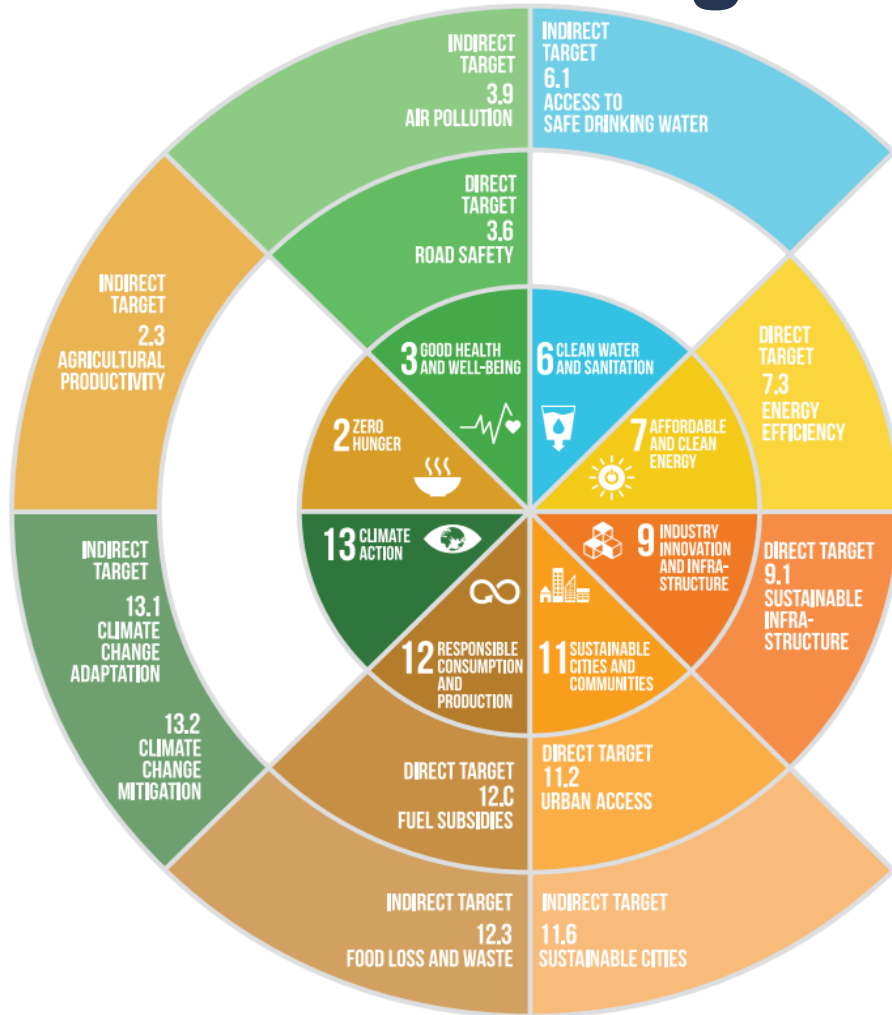 INDIRECT
TARGET
3.9
AIR POLLUTION
INDIRECT
TARGET
6.1
ACCESS TO
SAFE DRINKING WATER
DIRECT
TARGET
3.6
ROAD SAFETY
INDIRECT
TARGET
2.3
AGRICULTURAL
PRODUCTIVITY
3 GOOD HEALTH
AND WELL-BEING
6 CLEAN WATER
AND SANITATION
DIRECT
TARGET
7.3
ENERGY
EFFICIENCY
2 ZERO
HUNGER
7 AFFORDABLE
AND CLEAN
ENERGY
13 CLIMATE
ACTION
9 INDUSTRY
INNOVATION
AND INFRA-
STRUCTURE
INDIRECT
TARGET
13.1
CLIMATE
CHANGE
ADAPTATION
13.2
CLIMATE
CHANGE
MITIGATION
DIRECT TARGET
9.1
SUSTAINABLE
INFRA-
STRUCTURE
12 RESPONSIBLE
CONSUMPTION
AND
PRODUCTION
11 SUSTAINABLE
CITIES AND
COMMUNITIES
DIRECT TARGET
12.C
FUEL SUBSIDIES
DIRECT TARGET
11.2
URBAN ACCESS
INDIRECT TARGET
12.3
FOOD LOSS AND WASTE
INDIRECT TARGET
11.6
SUSTAINABLE CITIES